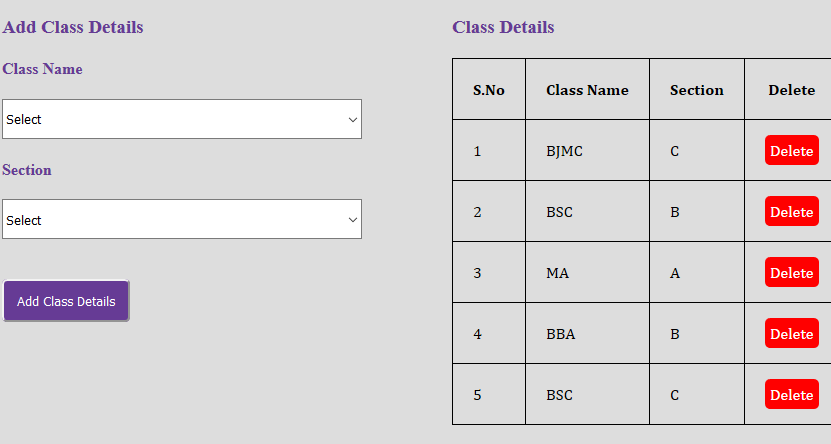 Add Class Details
Class Name
Select
Section
Select
Add Class Details
Class Details
S.No Class Name Section Delete
1 BJMC C Delete
2 BSC B Delete
3 MA A Delete
4 BBA B Delete
5 BSC C Delete